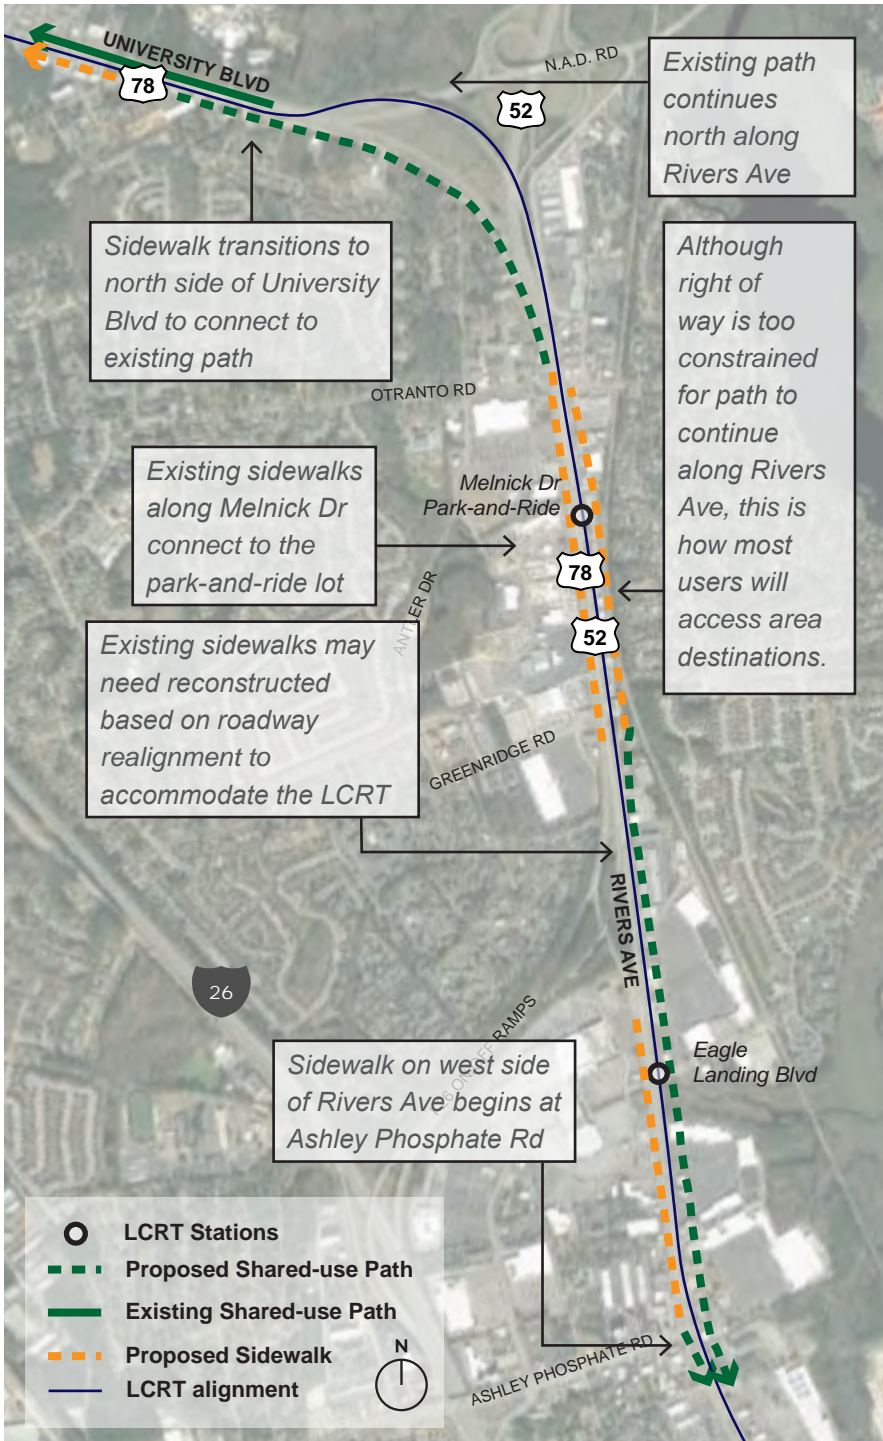 UNIVERSITY BLVD
78
N.A.D. RD
52
Existing path
continues
north along
Rivers Ave
Sidewalk transitions to
north side of University
Blvd to connect to
existing path
Although
right of
way is too
constrained
for path to
continue
along Rivers
Ave, this is
how most
users will
access area
destinations.
OTRANTO RD
Existing sidewalks
along Melnick Dr
connect to the
park-and-ride lot
Melnick Dr
Park-and-Ride
78
52
ANTLER DR
Existing sidewalks may
need reconstructed
based on roadway
realignment to
accommodate the LCRT
GREENRIDGE RD
RIVERS AVE
26
RAMPS
Sidewalk on west side
of Rivers Ave begins at
Ashley Phosphate Rd
Eagle
Landing Blvd
ASHLEY PHOSPHATE RD
LCRT Stations
Proposed Shared-use Path
Existing Shared-use Path
Proposed Sidewalk
LCRT alignment
N